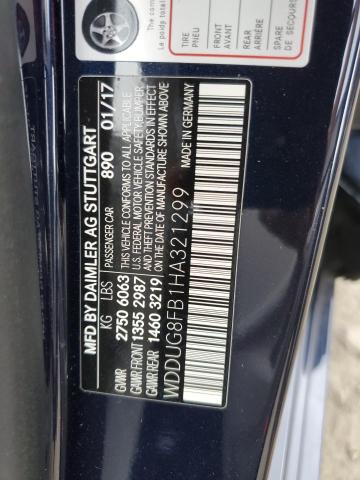 MFD BY DAIMLER AG STUTTGART
PASSENGER CAR 890 01/17
KG LBS
GVWR 2750 6063
GAWR FRONT 1355 2987
GAWR REAR 1460 3219
THIS VEHICLE CONFORMS TO ALL APPLICABLE
U.S. FEDERAL MOTOR VEHICLE SAFETY, BUMPER,
AND THEFT PREVENTION STANDARDS IN EFFECT
ON THE DATE OF MANUFACTURE SHOWN ABOVE
MADE IN GERMANY
WDDUG8FB1HA321299
TIRE
PNEU
FRONT
AVANT
REAR
ARRIÈRE
SPARE
DE SECOURS